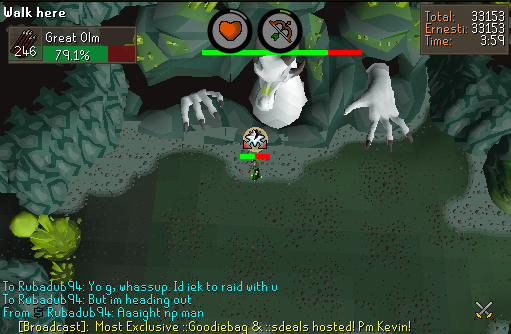 Walk here
Great Olm
246
79.1%
Total: 33153
Ernesti: 33153
Time: 3:59
To Rubadub94: Yo g, whassup. Id iek to raid with u
To Rubadub94: But im heading out
From S Rubadub94: Aaaight np man
[Broadcast]: Most Exclusive ::Goodiebag & ::sdeals hosted! Pm Kevin!